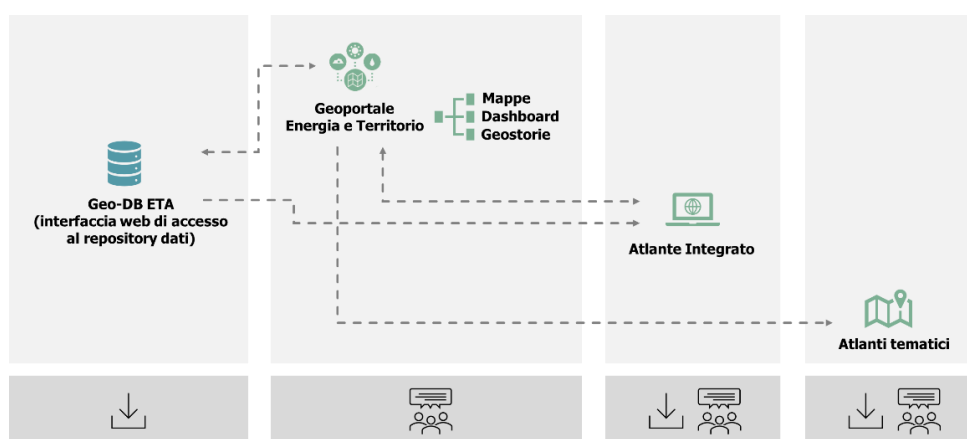 Geoportale
Energia e Territorio
Mappe
Dashboard
Geostorie
Geo-DB ETA
(interfaccia web di accesso
al repository dati)
Atlante Integrato
Atlanti tematici